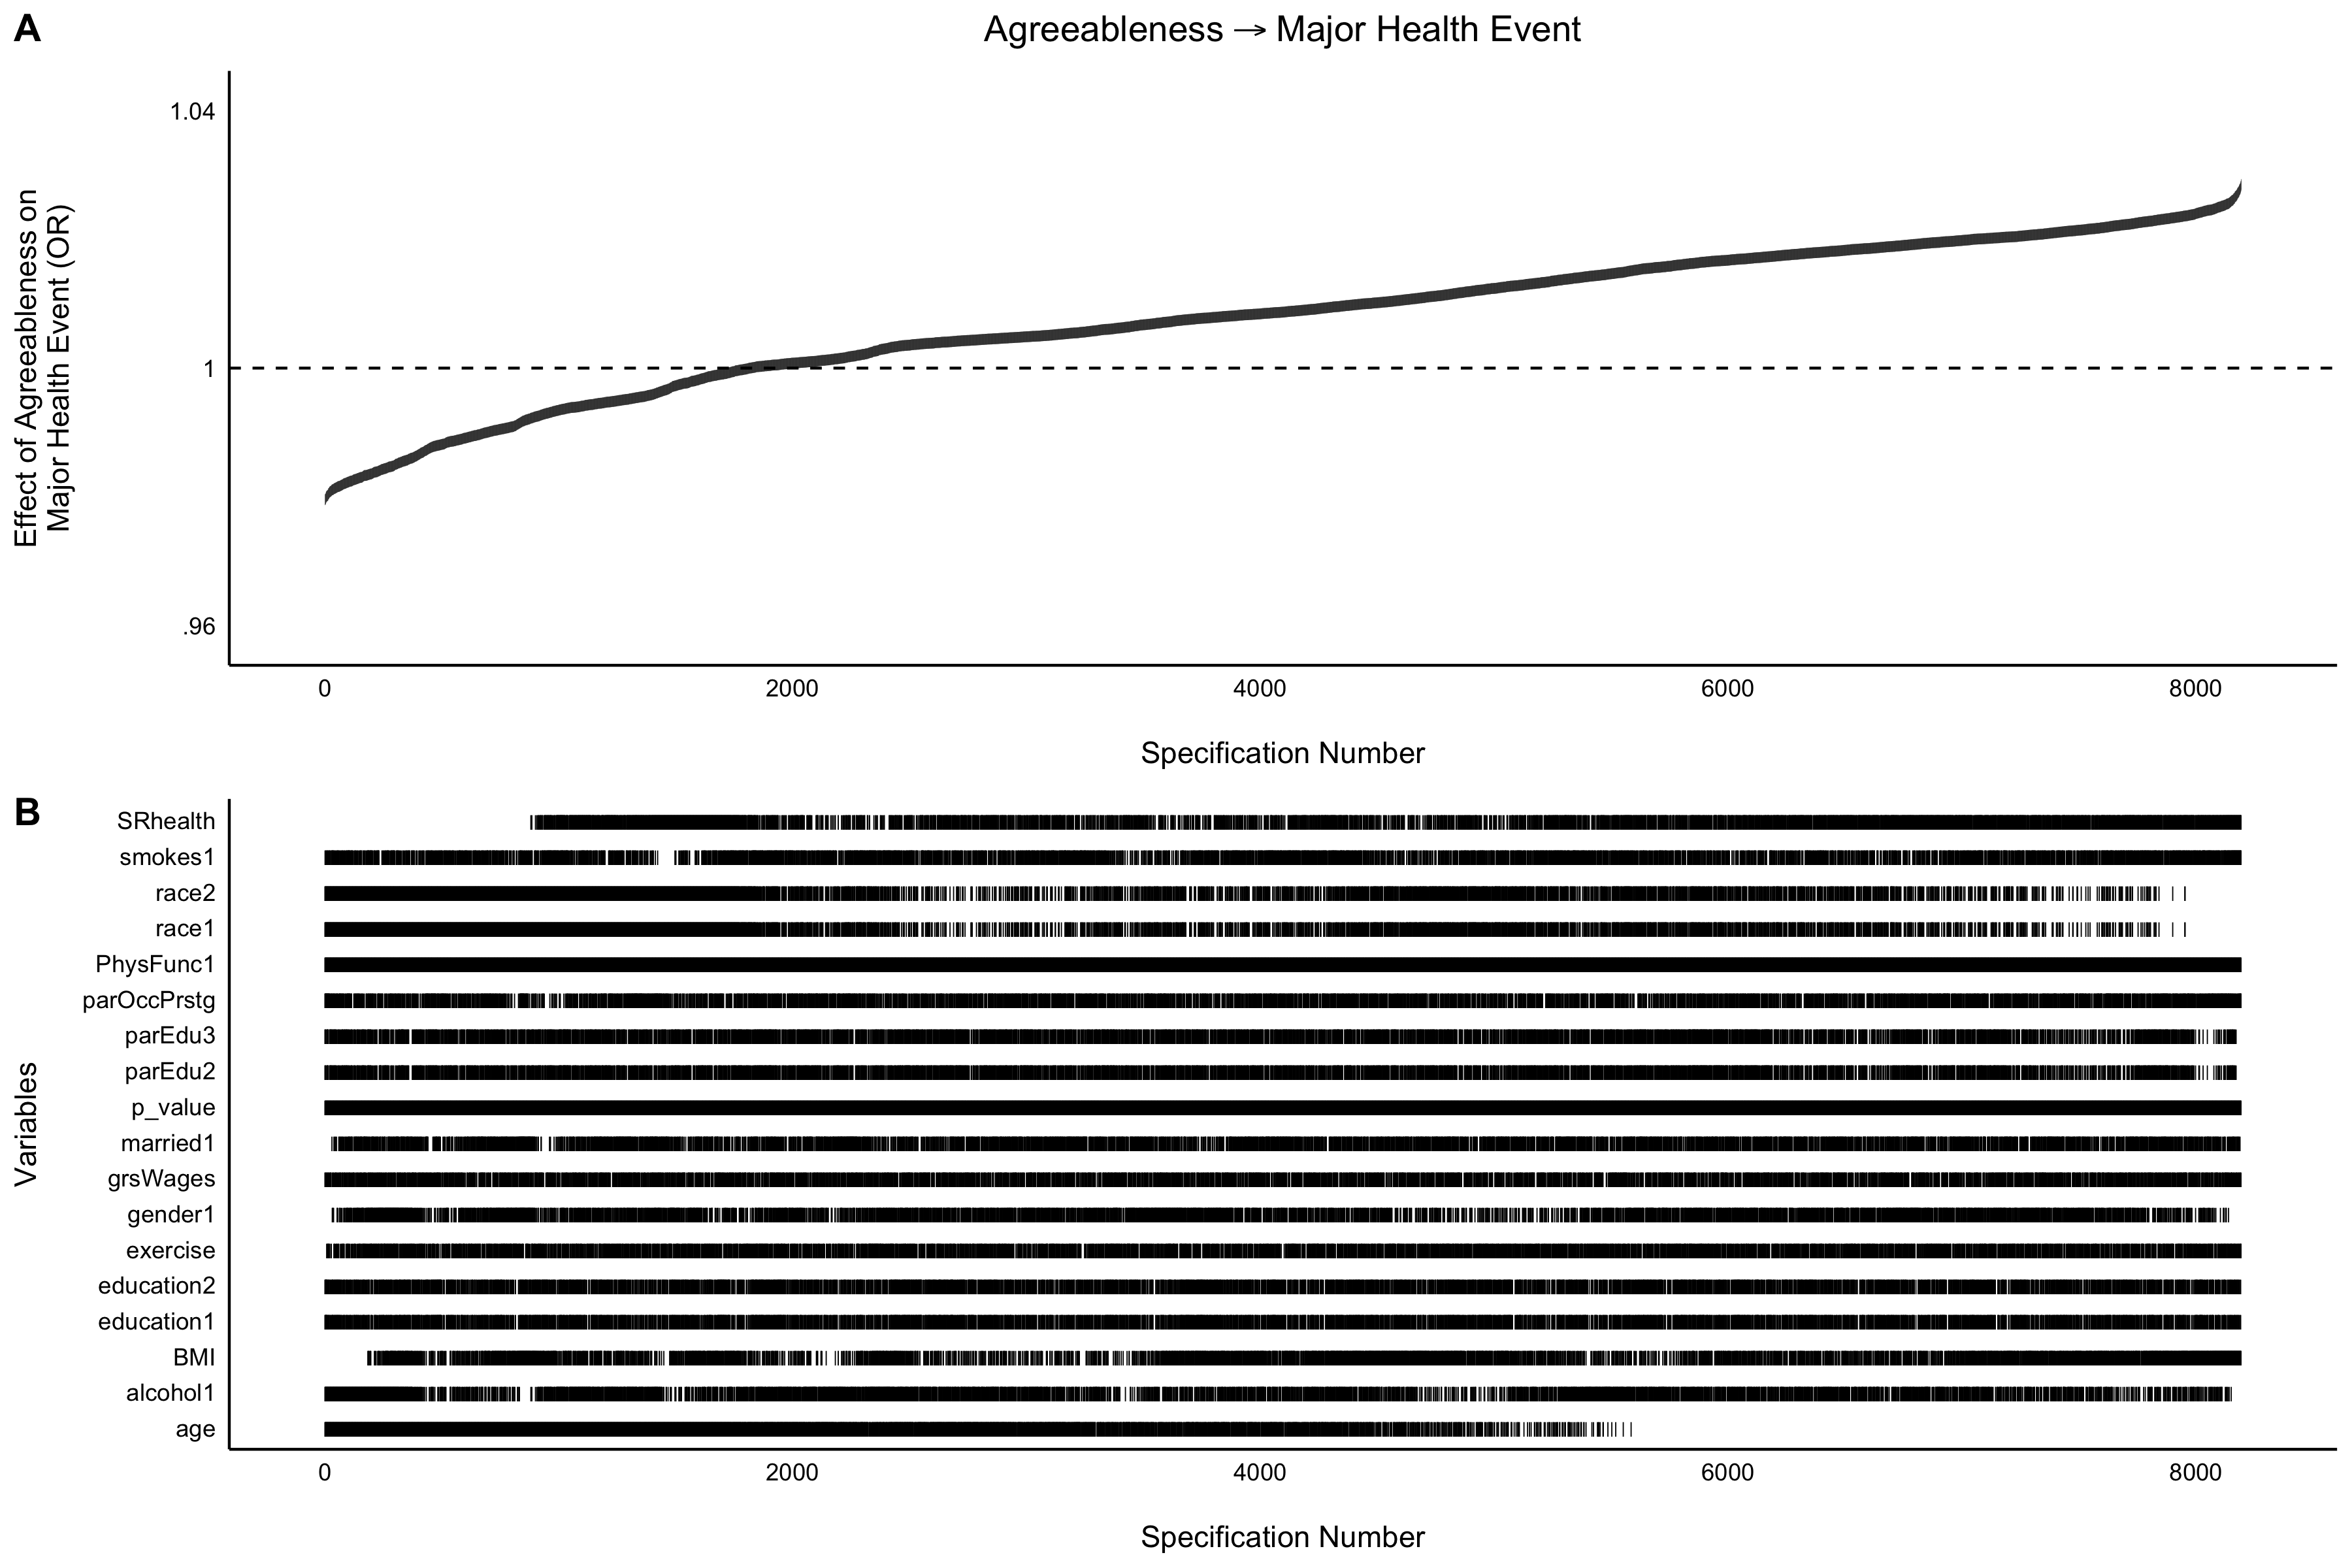 A
Agreeableness → Major Health Event
Effect of Agreeableness on
Major Health Event (OR)
1.04
1
.96
0 2000 4000 6000 8000
Specification Number
B
Variables
SRhealth
smokes1
race2
race1
PhysFunc1
parOccPrstg
parEdu3
parEdu2
p_value
married1
grsWages
gender1
exercise
education2
education1
BMI
alcohol1
age
0 2000 4000 6000 8000
Specification Number